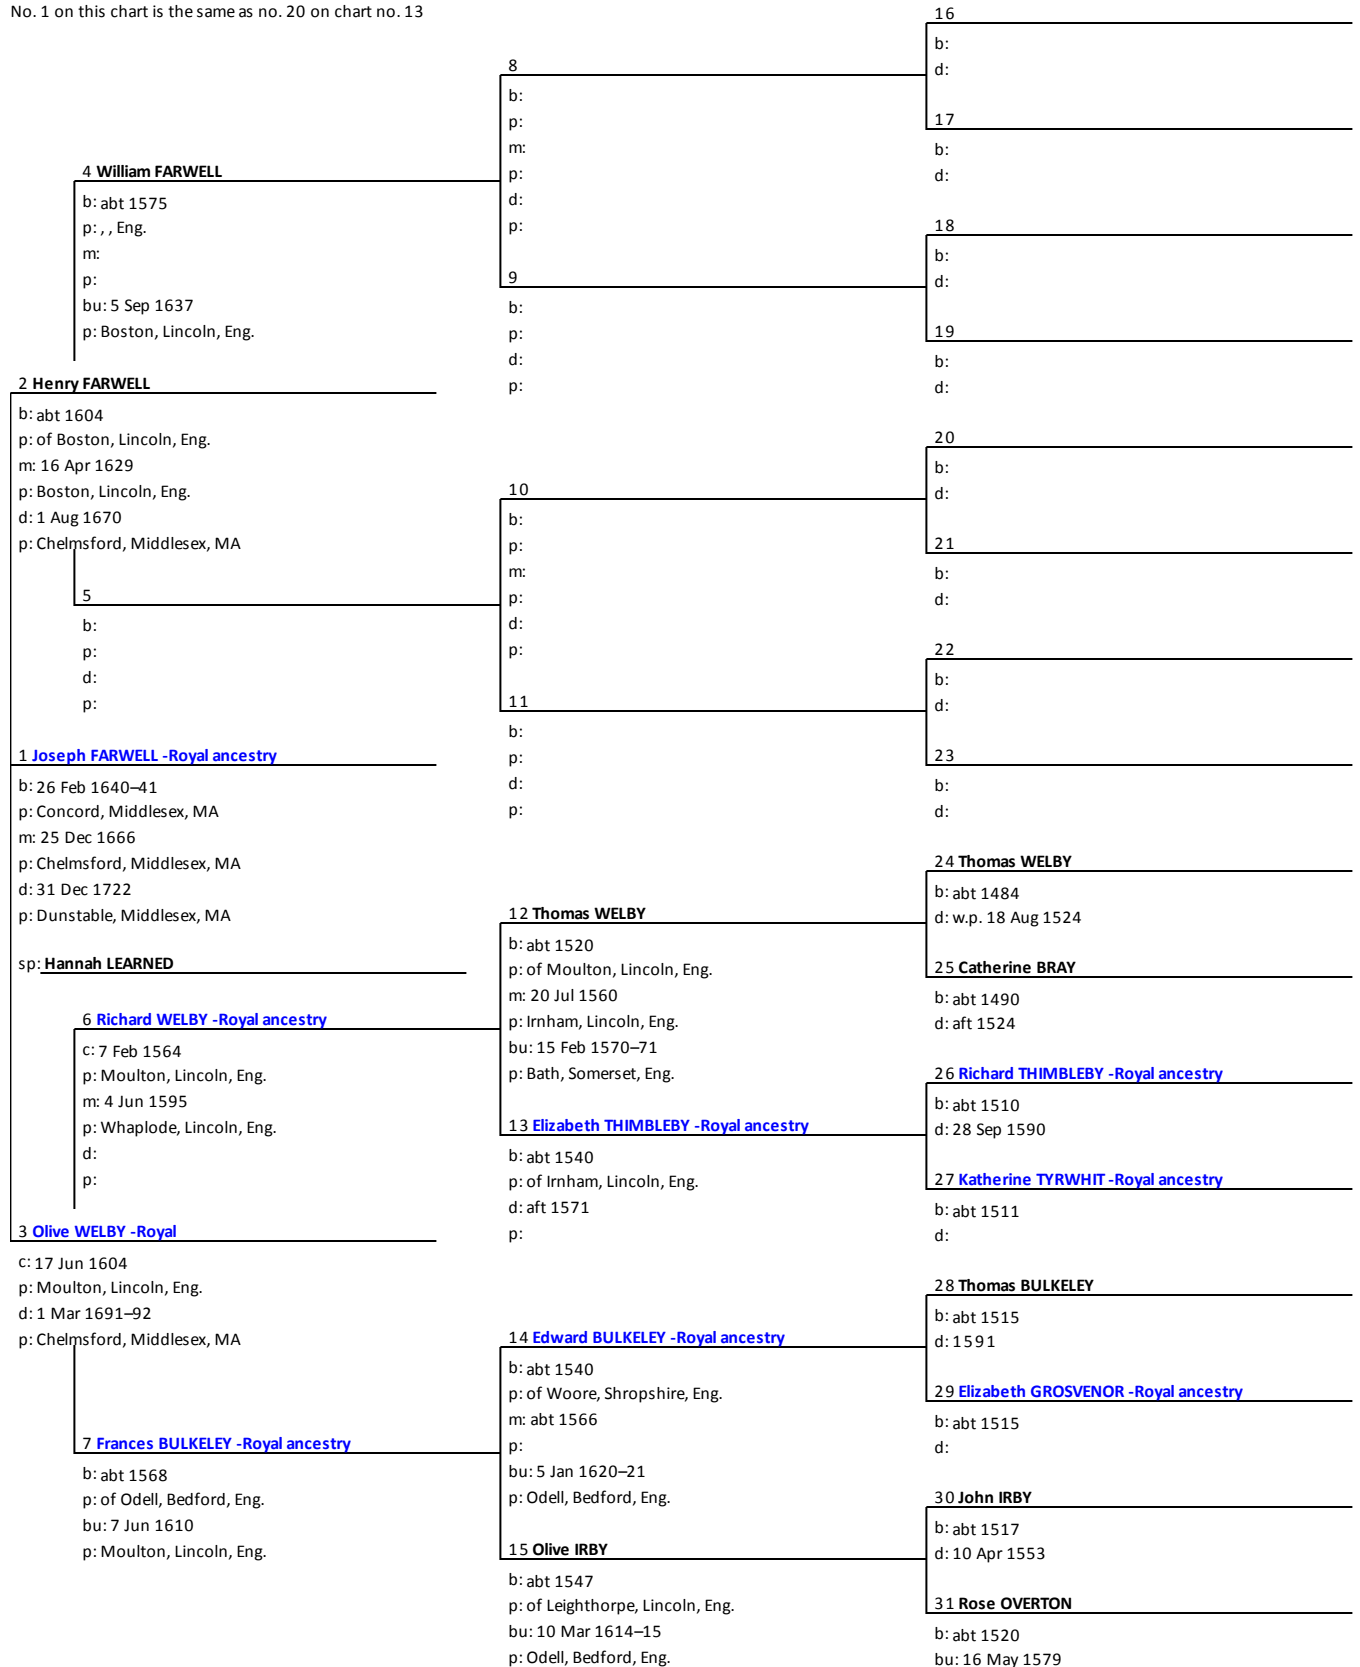 No. 1 on this chart is the same as no. 20 on chart no. 13
4 William FARWELL
b: abt 1575
p: , , Eng.
m:
p:
bu: 5 Sep 1637
p: Boston, Lincoln, Eng.
2 Henry FARWELL
b: abt 1604
p: of Boston, Lincoln, Eng.
m: 16 Apr 1629
p: Boston, Lincoln, Eng.
d: 1 Aug 1670
p: Chelmsford, Middlesex, MA
5
b:
p:
d:
p:
1 Joseph FARWELL -Royal ancestry
b: 26 Feb 1640–41
p: Concord, Middlesex, MA
m: 25 Dec 1666
p: Chelmsford, Middlesex, MA
d: 31 Dec 1722
p: Dunstable, Middlesex, MA
sp: Hannah LEARNED
6 Richard WELBY -Royal ancestry
c: 7 Feb 1564
p: Moulton, Lincoln, Eng.
m: 4 Jun 1595
p: Whaplode, Lincoln, Eng.
d:
p:
3 Olive WELBY -Royal
c: 17 Jun 1604
p: Moulton, Lincoln, Eng.
d: 1 Mar 1691–92
p: Chelmsford, Middlesex, MA
7 Frances BULKELEY -Royal ancestry
b: abt 1568
p: of Odell, Bedford, Eng.
bu: 7 Jun 1610
p: Moulton, Lincoln, Eng.
8
b:
p:
m:
p:
d:
p:
9
b:
p:
d:
p:
10
b:
p:
m:
p:
d:
p:
11
b:
p:
d:
p:
12 Thomas WELBY
b: abt 1520
p: of Moulton, Lincoln, Eng.
m: 20 Jul 1560
p: Irnham, Lincoln, Eng.
bu: 15 Feb 1570–71
p: Bath, Somerset, Eng.
13 Elizabeth THIMBLEBY -Royal ancestry
b: abt 1540
p: of Irnham, Lincoln, Eng.
d: aft 1571
p:
14 Edward BULKELEY -Royal ancestry
b: abt 1540
p: of Woore, Shropshire, Eng.
m: abt 1566
p:
bu: 5 Jan 1620–21
p: Odell, Bedford, Eng.
15 Olive IRBY
b: abt 1547
p: of Leighthorpe, Lincoln, Eng.
bu: 10 Mar 1614–15
p: Odell, Bedford, Eng.
16
b:
d:
17
b:
d:
18
b:
d:
19
b:
d:
20
b:
d:
21
b:
d:
22
b:
d:
23
b:
d:
24 Thomas WELBY
b: abt 1484
d: w.p. 18 Aug 1524
25 Catherine BRAY
b: abt 1490
d: aft 1524
26 Richard THIMBLEBY -Royal ancestry
b: abt 1510
d: 28 Sep 1590
27 Katherine TYRWHIT -Royal ancestry
b: abt 1511
d:
28 Thomas BULKELEY
b: abt 1515
d: 1591
29 Elizabeth GROSVENOR -Royal ancestry
b: abt 1515
d:
30 John IRBY
b: abt 1517
d: 10 Apr 1553
31 Rose OVERTON
b: abt 1520
bu: 16 May 1579